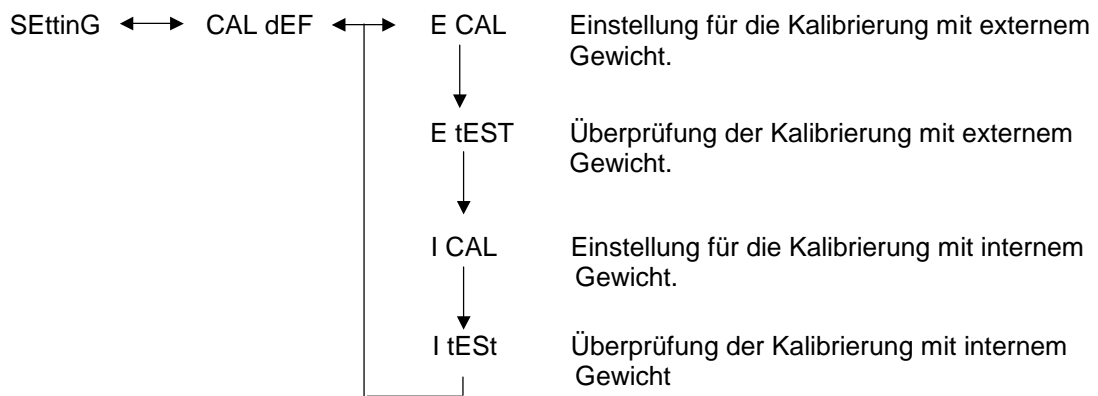 SEttinG CAL dEF E CAL Einstellung für die Kalibrierung mit externem
Gewicht.
E tEST Überprüfung der Kalibrierung mit externem
Gewicht.
I CAL Einstellung für die Kalibrierung mit internem
Gewicht.
I tESt Überprüfung der Kalibrierung mit internem
Gewicht